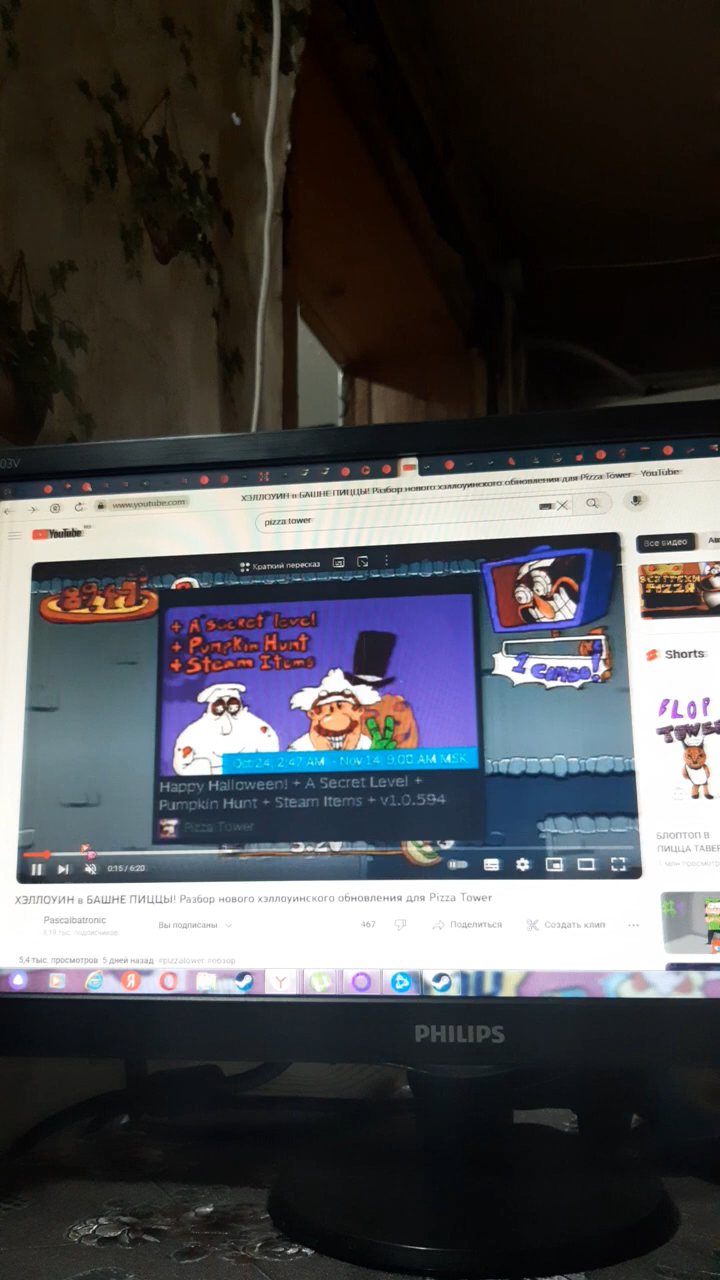 03V
www.youtube.com
ХЭЛЛОУИН в БАШНЕ ПИЦЦЫ! Разбор нового хэллоуинского обновления для Pizza Tower — YouTube
YouTube
RU
pizza tower
Краткий пересказ
Все видео
+ A "secret" level
+ Pumpkin Hunt
+ Steam Items
1 COMBO!
Oct 24, 2:47 AM - Nov 14, 9:00 AM MSK
Happy Halloween! + A Secret Level +
Pumpkin Hunt + Steam Items + v1.0.594
Pizza Tower
Shorts
БЛОПТОП В
0:15 / 6:20
ХЭЛЛОУИН в БАШНЕ ПИЦЦЫ! Разбор нового хэллоуинского обновления для Pizza Tower
Pascalbatronic
Вы подписаны
467
Поделиться
Создать клип
5,4 тыс. просмотров 5 дней назад #pizzatower #обзор
PHILIPS